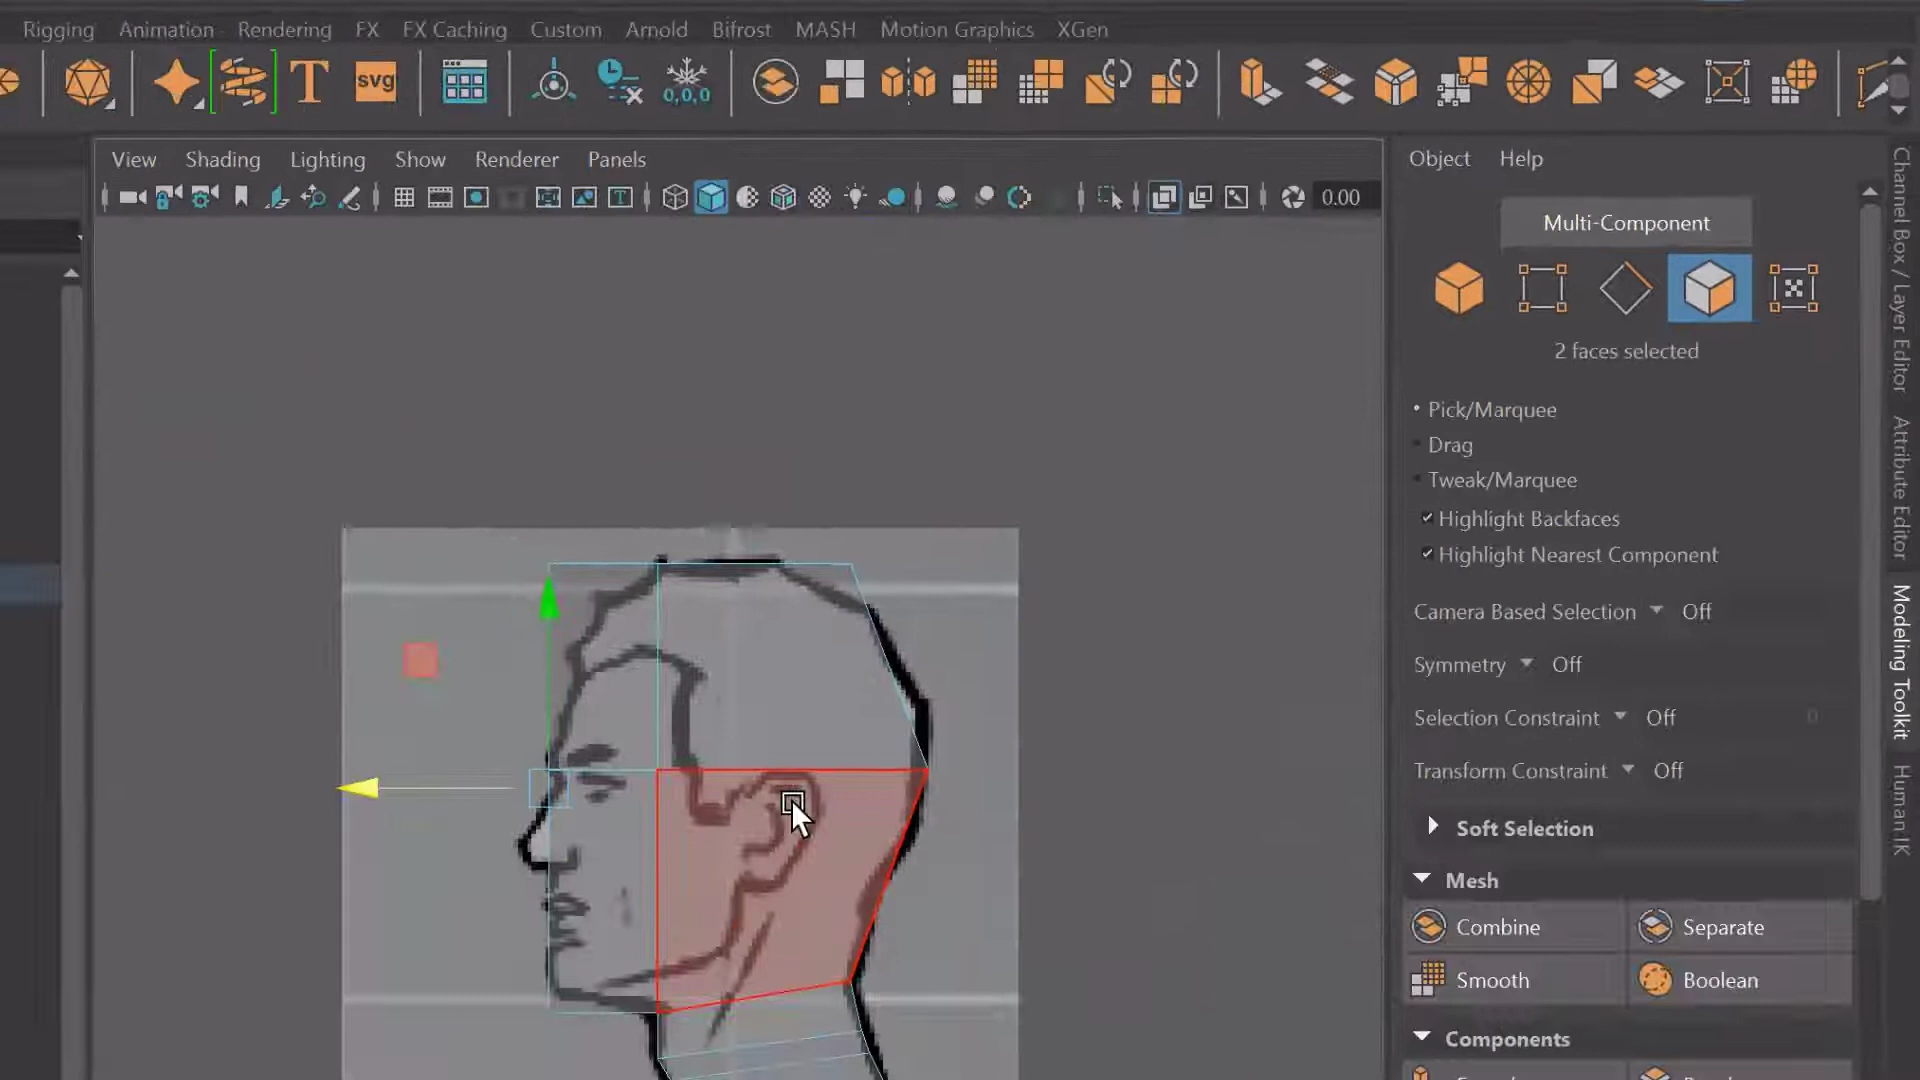 Rigging Animation Rendering FX FX Caching Custom Arnold Bifrost MASH Motion Graphics XGen
T svg 0,0,0
View Shading Lighting Show Renderer Panels
T 0.00
Object Help
Multi-Component
2 faces selected
Pick/Marquee
Drag
Tweak/Marquee
Highlight Backfaces
Highlight Nearest Component
Camera Based Selection Off
Symmetry Off
Selection Constraint Off 0
Transform Constraint Off
Soft Selection
Mesh
Combine Separate
Smooth Boolean
Components
Channel Box / Layer Editor
Attribute Editor
Modeling Toolkit
Human IK